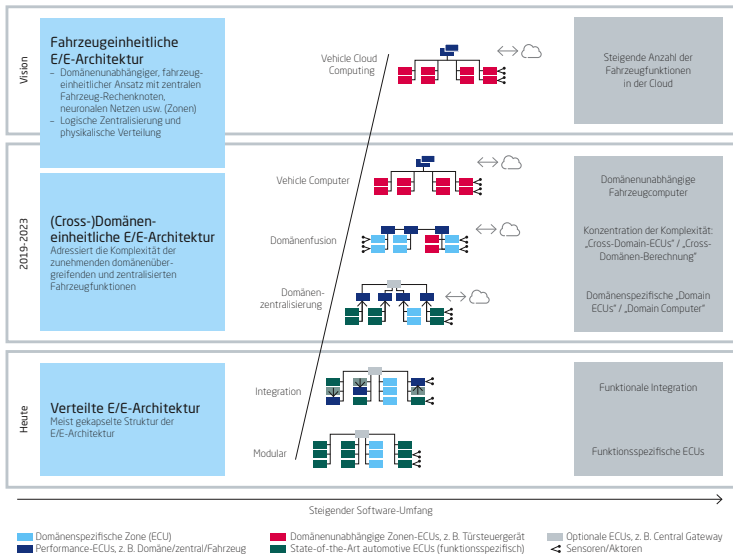 Vision
Fahrzeugeinheitliche
E/E-Architektur
– Domänenunabhängiger, fahrzeug-
einheitlicher Ansatz mit zentralen
Fahrzeug-Rechenknoten,
neuronalen Netzen usw. (Zonen)
– Logische Zentralisierung und
physikalische Verteilung
Vehicle Cloud
Computing
Steigende Anzahl der
Fahrzeugfunktionen
in der Cloud
2019-2023
(Cross-)Domänen-
einheitliche E/E-Architektur
Adressiert die Komplexität der
zunehmenden domänenüber-
greifenden und zentralisierten
Fahrzeugfunktionen
Vehicle Computer
Domänenunabhängige
Fahrzeugcomputer
Domänenfusion
Konzentration der Komplexität:
„Cross-Domain-ECUs" / „Cross-
Domänen-Berechnung"
Domänen-
zentralisierung
Domänenspezifische „Domain
ECUs" / „Domain Computer"
Heute
Verteilte E/E-Architektur
Meist gekapselte Struktur der
E/E-Architektur
Integration
Funktionale Integration
Modular
Funktionsspezifische ECUs
Steigender Software-Umfang
Domänenspezifische Zone (ECU)
Performance-ECUs, z. B. Domäne/zentral/Fahrzeug
Domänenunabhängige Zonen-ECUs, z. B. Türsteuergerät
State-of-the-Art automotive ECUs (funktionsspezifisch)
Optionale ECUs, z. B. Central Gateway
Sensoren/Aktoren